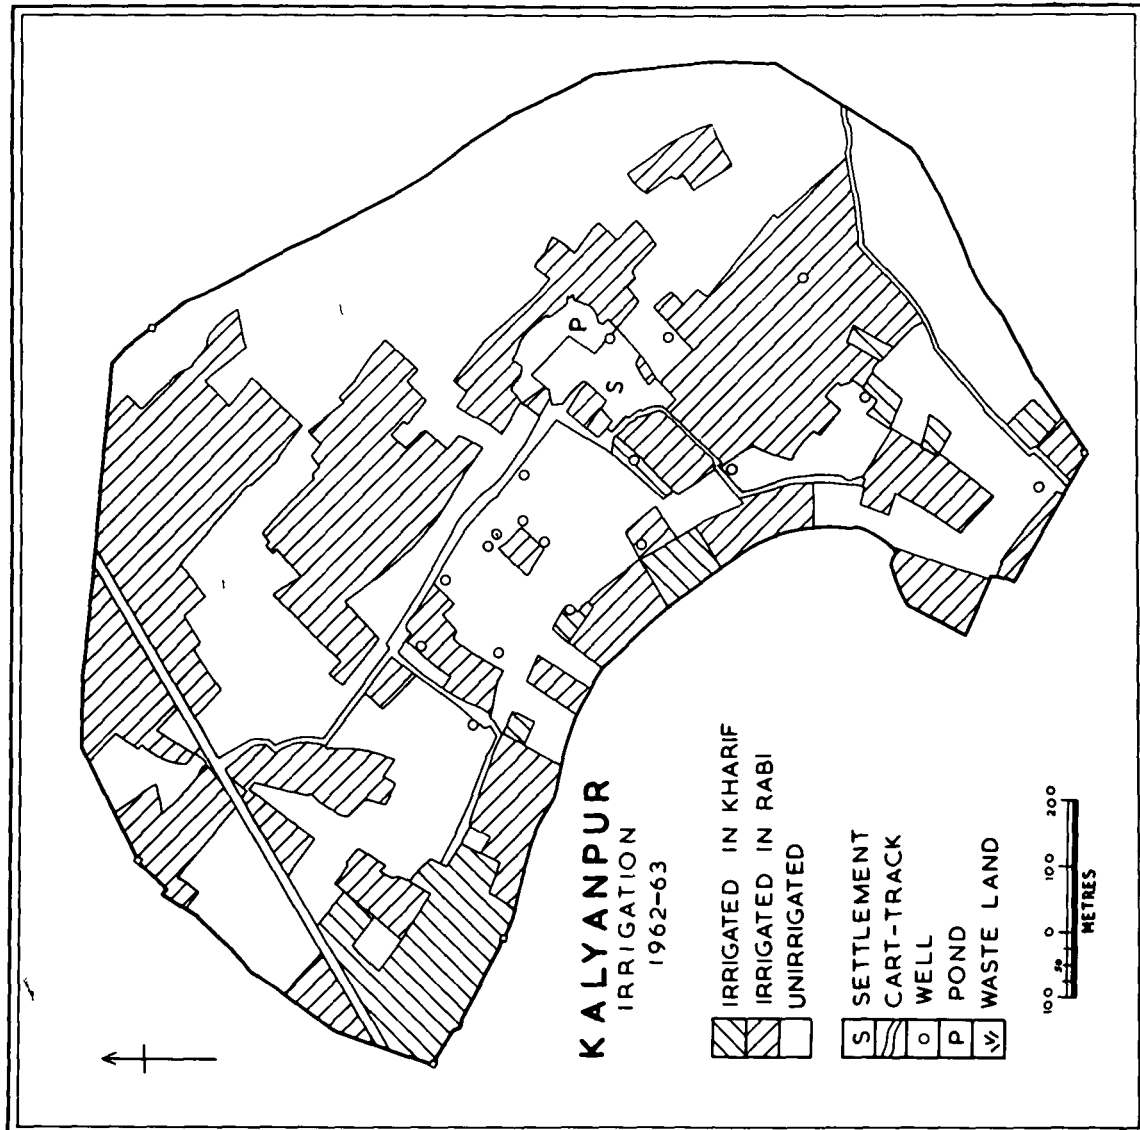 P
S
KALYANPUR
IRRIGATION
1962-63
IRRIGATED IN KHARIF
IRRIGATED IN RABI
UNIRRIGATED
S SETTLEMENT
CART-TRACK
WELL
P POND
WASTE LAND
100 50 0 100 200
METRES